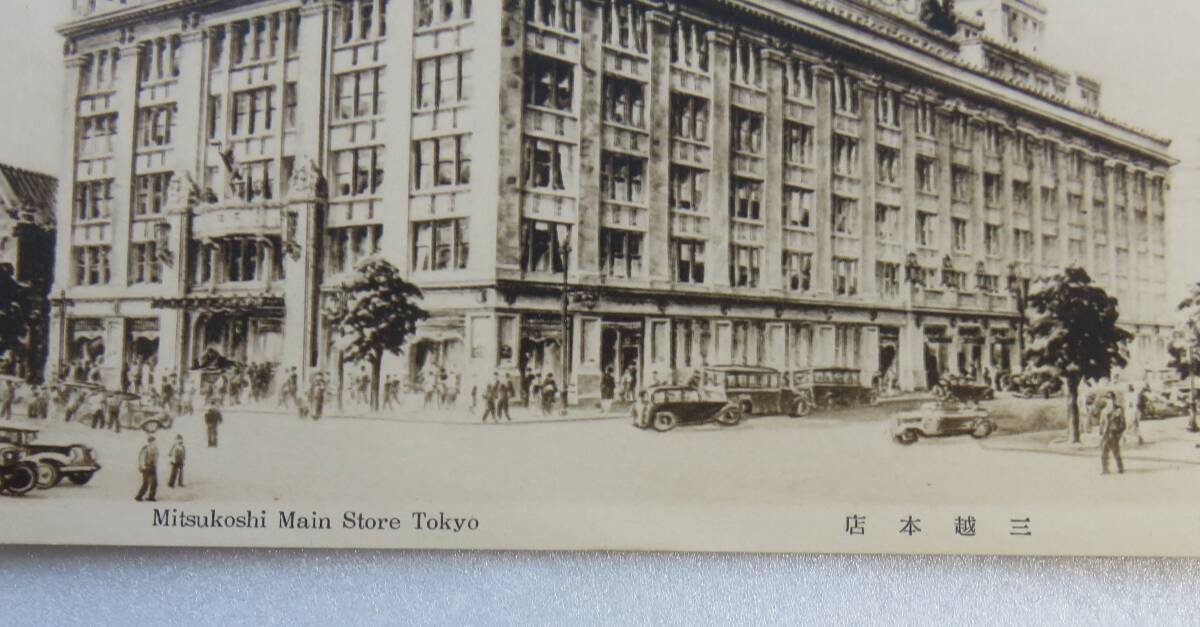 Mitsukoshi Main Store Tokyo
店本越三